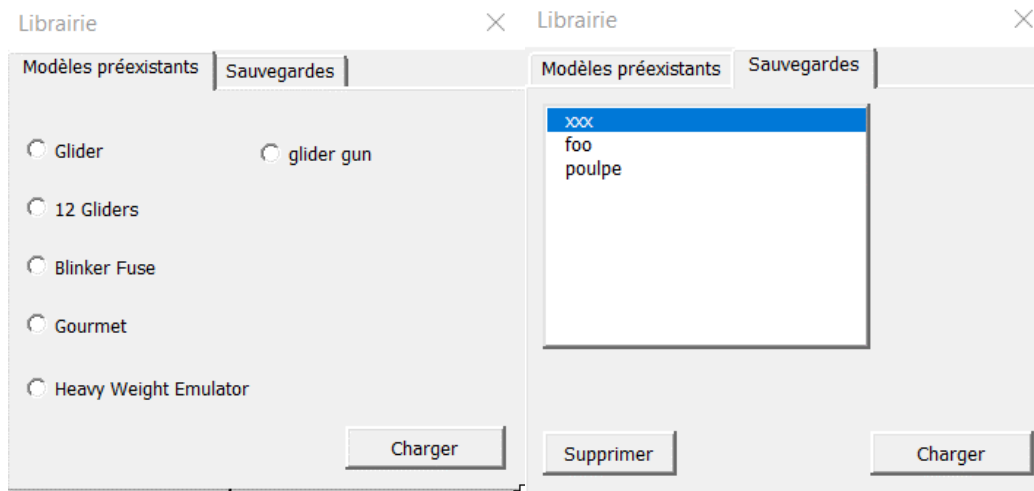 Librairie
Modèles préexistants Sauvegardes
Glider glider gun
12 Gliders
Blinker Fuse
Gourmet
Heavy Weight Emulator
Charger
Librairie
Modèles préexistants Sauvegardes
xxx
foo
poulpe
Supprimer Charger